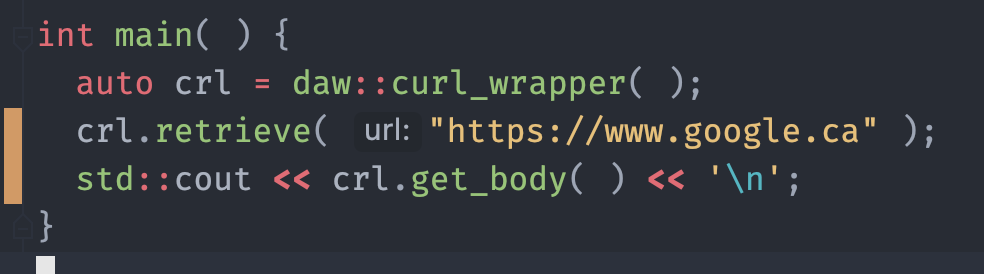 int main( ) {
auto crl = daw::curl_wrapper( );
crl.retrieve( url: "https://www.google.ca" );
std::cout << crl.get_body( ) << '\n';
}